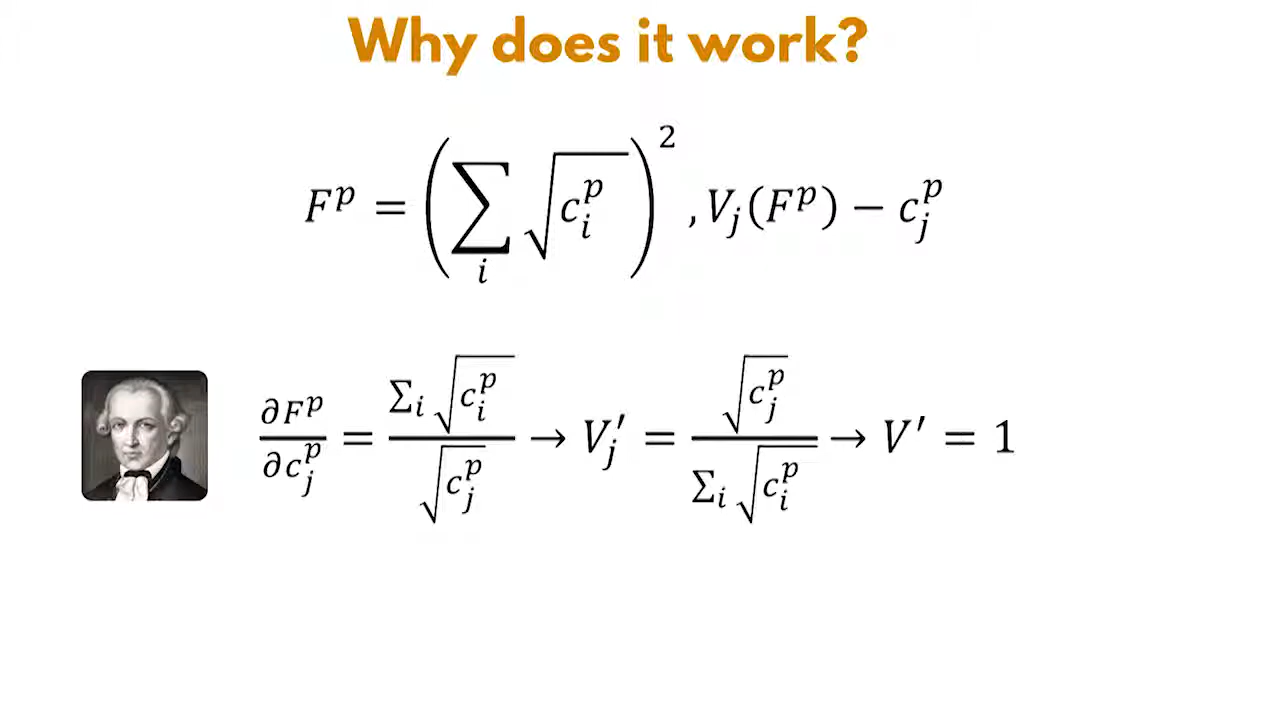 Why does it work?
F^p = (∑_i √(c_i^p))^2, V_j(F^p) − c_j^p
∂F^p/∂c_j^p = ∑_i √(c_i^p) / √(c_j^p) → V_j′ = √(c_j^p) / ∑_i √(c_i^p) → V′ = 1